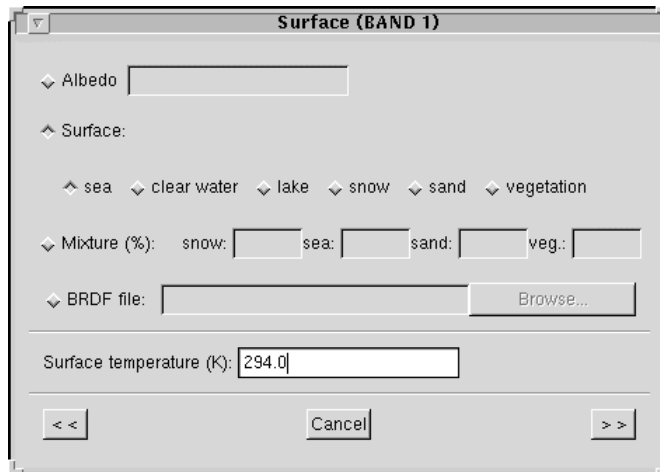 Surface (BAND 1)
Albedo
Surface:
sea clear water lake snow sand vegetation
Mixture (%): snow: sea: sand: veg.:
BRDF file: Browse...
Surface temperature (K): 294.0
<< Cancel >>